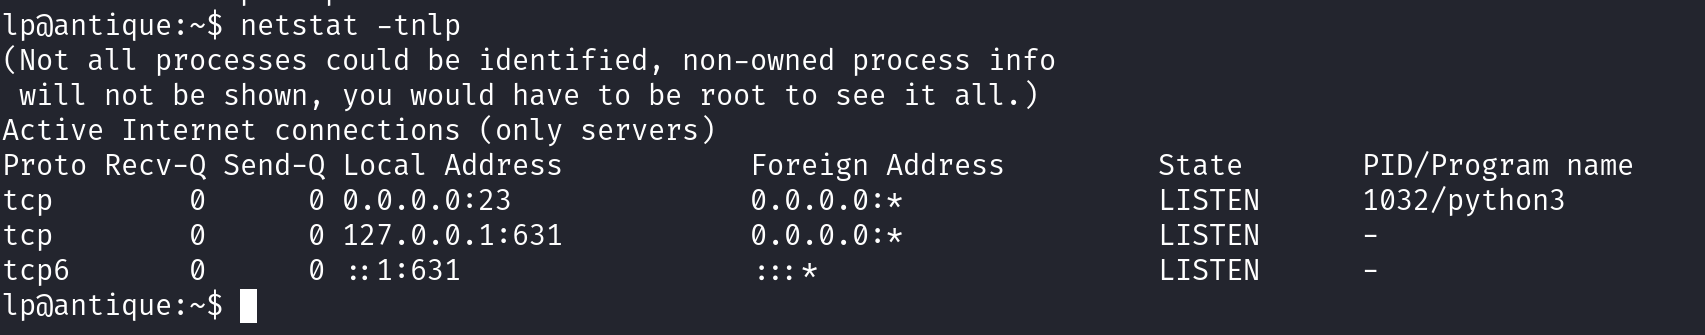 lp@antique:~$ netstat -tnlp
(Not all processes could be identified, non-owned process info
 will not be shown, you would have to be root to see it all.)
Active Internet connections (only servers)
Proto Recv-Q Send-Q Local Address           Foreign Address         State       PID/Program name
tcp        0      0 0.0.0.0:23              0.0.0.0:*               LISTEN      1032/python3
tcp        0      0 127.0.0.1:631           0.0.0.0:*               LISTEN      -
tcp6       0      0 ::1:631                 :::*                    LISTEN      -
lp@antique:~$